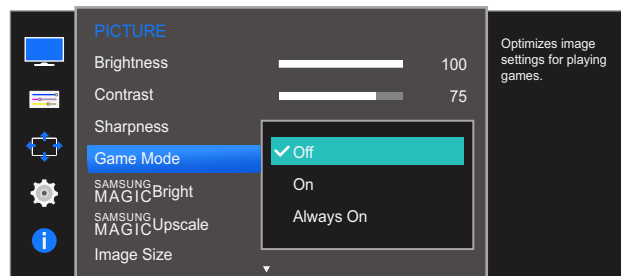 PICTURE
Brightness 100
Contrast 75
Sharpness
Game Mode
Off
On
Always On
SAMSUNG
MAGICBright
SAMSUNG
MAGICUpscale
Image Size
Optimizes image
settings for playing
games.